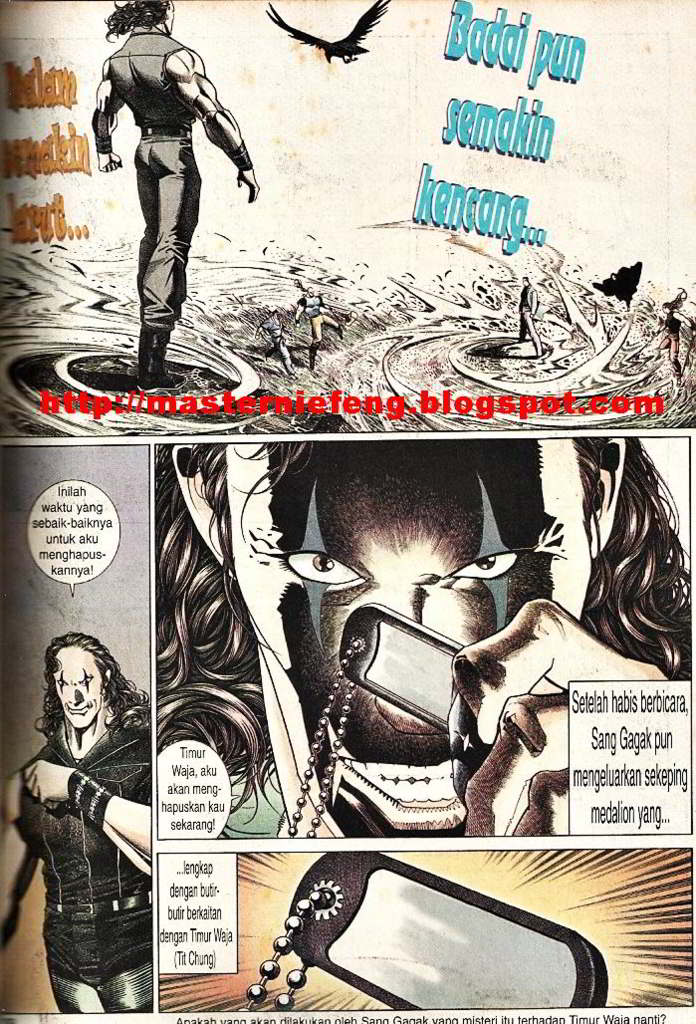 Malam
semakin
larut...
Badai pun
semakin
kencang...
http://masterniefeng.blogspot.com
Inilah
waktu yang
sebaik-baiknya
untuk aku
menghapus-
kannya!
Timur
Waja, aku
akan meng-
hapuskan kau
sekarang!
Setelah habis berbicara,
Sang Gagak pun
mengeluarkan sekeping
medalion yang...
...lengkap
dengan butir-
butir berkaitan
dengan Timur Waja
(Tit Chung)
Apakah yang akan dilakukan oleh Sang Gagak yang misteri itu terhadap Timur Waja nanti?